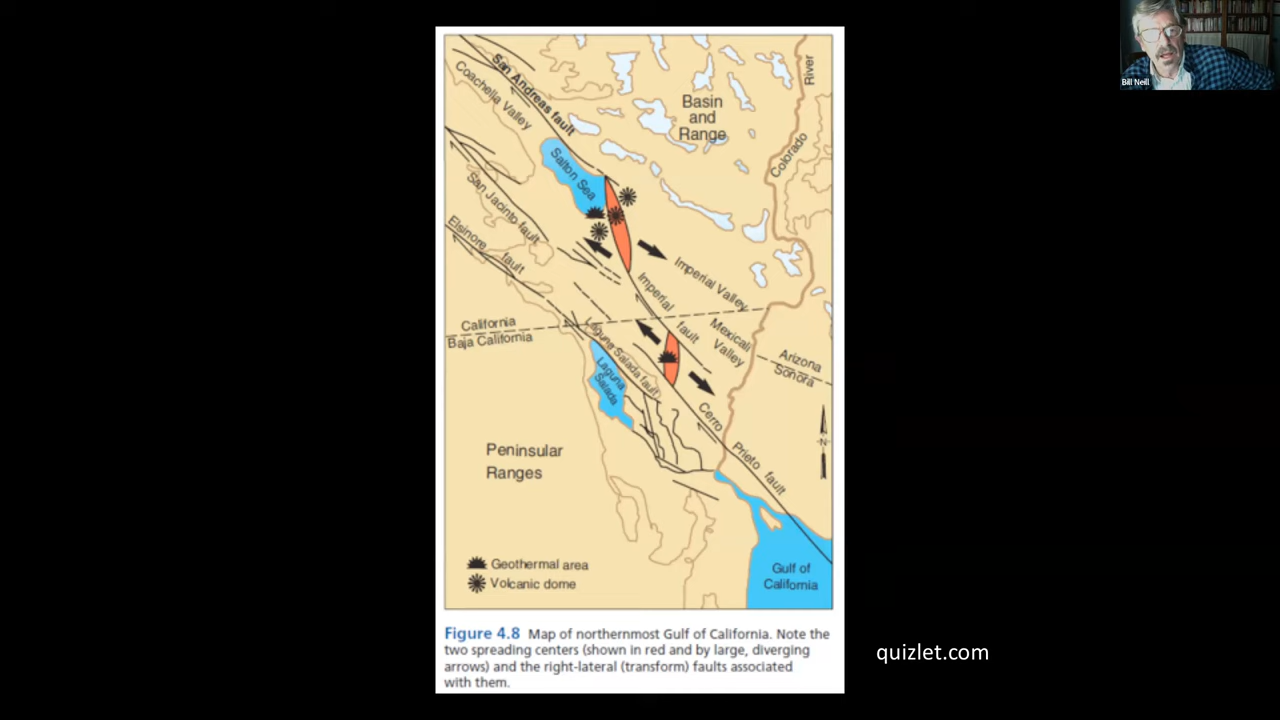 Bill Neill
River
San Andreas fault
Coachella Valley
Basin
and
Range
Colorado
Salton Sea
San Jacinto fault
Elsinore fault
Imperial Valley
Imperial fault
Mexicali
Valley
California
Baja California
Arizona
Sonora
Laguna Salada fault
Laguna
Salada
Cerro Prieto fault
N
Peninsular
Ranges
Geothermal area
Volcanic dome
Gulf of
California
Figure 4.8 Map of northernmost Gulf of California. Note the
two spreading centers (shown in red and by large, diverging
arrows) and the right-lateral (transform) faults associated
with them.
quizlet.com